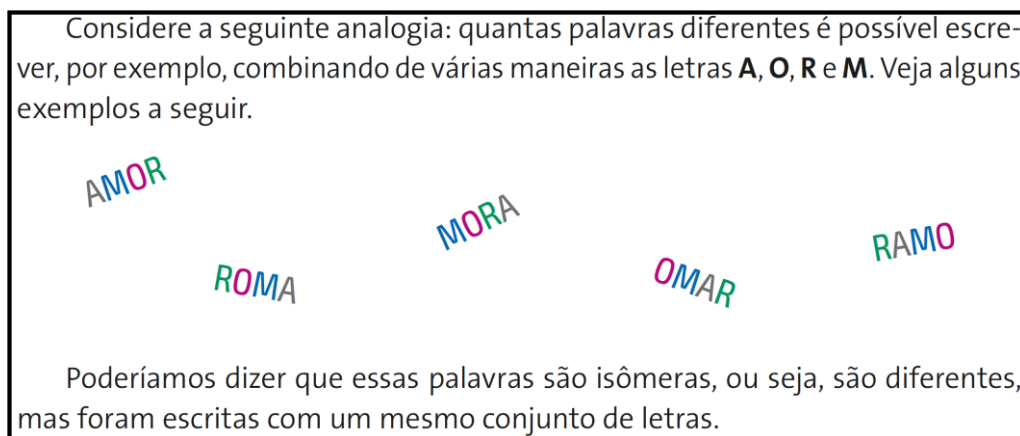 Considere a seguinte analogia: quantas palavras diferentes é possível escre-
ver, por exemplo, combinando de várias maneiras as letras A, O, R e M. Veja alguns
exemplos a seguir.
AMOR
MORA
RAMO
ROMA
OMAR
Poderíamos dizer que essas palavras são isômeras, ou seja, são diferentes,
mas foram escritas com um mesmo conjunto de letras.